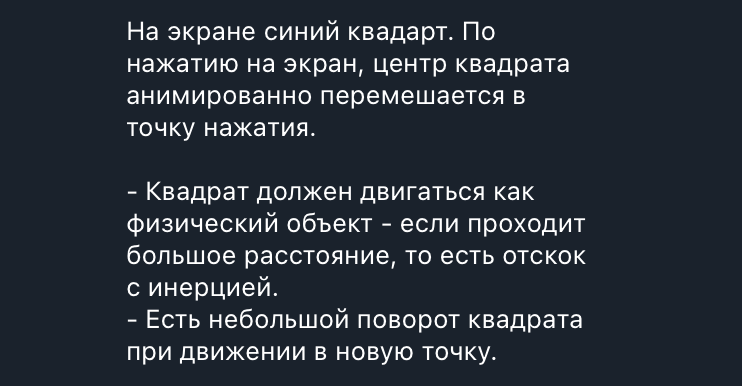 На экране синий квадарт. По
нажатию на экран, центр квадрата
анимированно перемешается в
точку нажатия.

- Квадрат должен двигаться как
физический объект - если проходит
большое расстояние, то есть отскок
с инерцией.
- Есть небольшой поворот квадрата
при движении в новую точку.